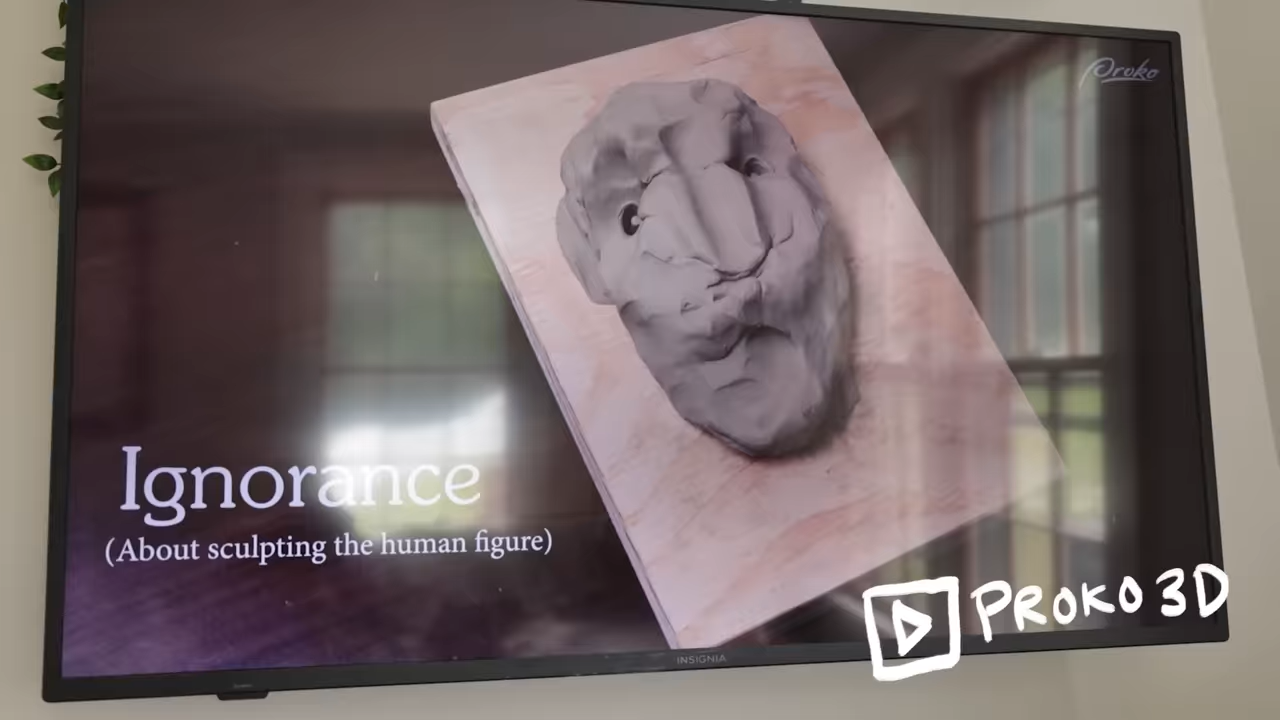 Proko
Ignorance
(About sculpting the human figure)
PROKO 3D
INSIGNIA